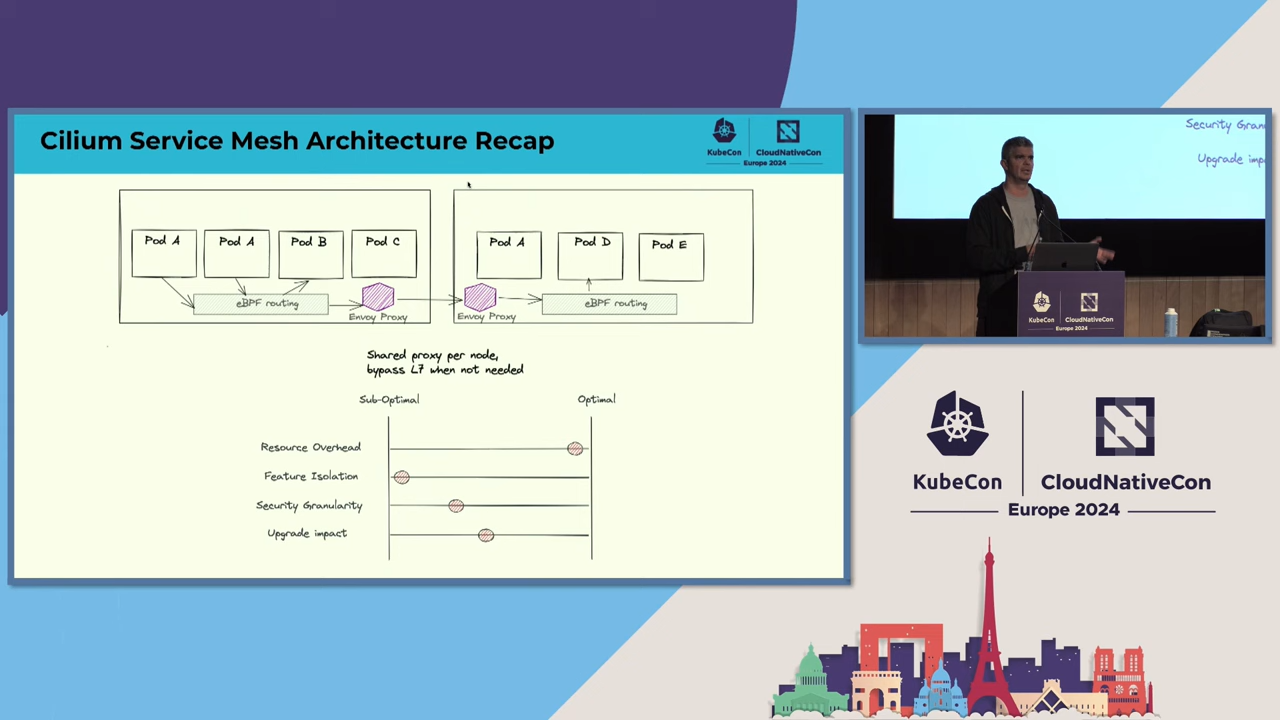 Cilium Service Mesh Architecture Recap
KubeCon
CloudNativeCon
Europe 2024
Pod A
Pod A
Pod B
Pod C
eBPF routing
Envoy Proxy
Pod A
Pod D
Pod E
Envoy Proxy
eBPF routing
Shared proxy per node,
bypass L7 when not needed
Sub-Optimal
Optimal
Resource Overhead
Feature Isolation
Security Granularity
Upgrade impact
Security Gran
Upgrade imp
KubeCon
CloudNativeCon
Europe 2024
KubeCon
CloudNativeCon
Europe 2024